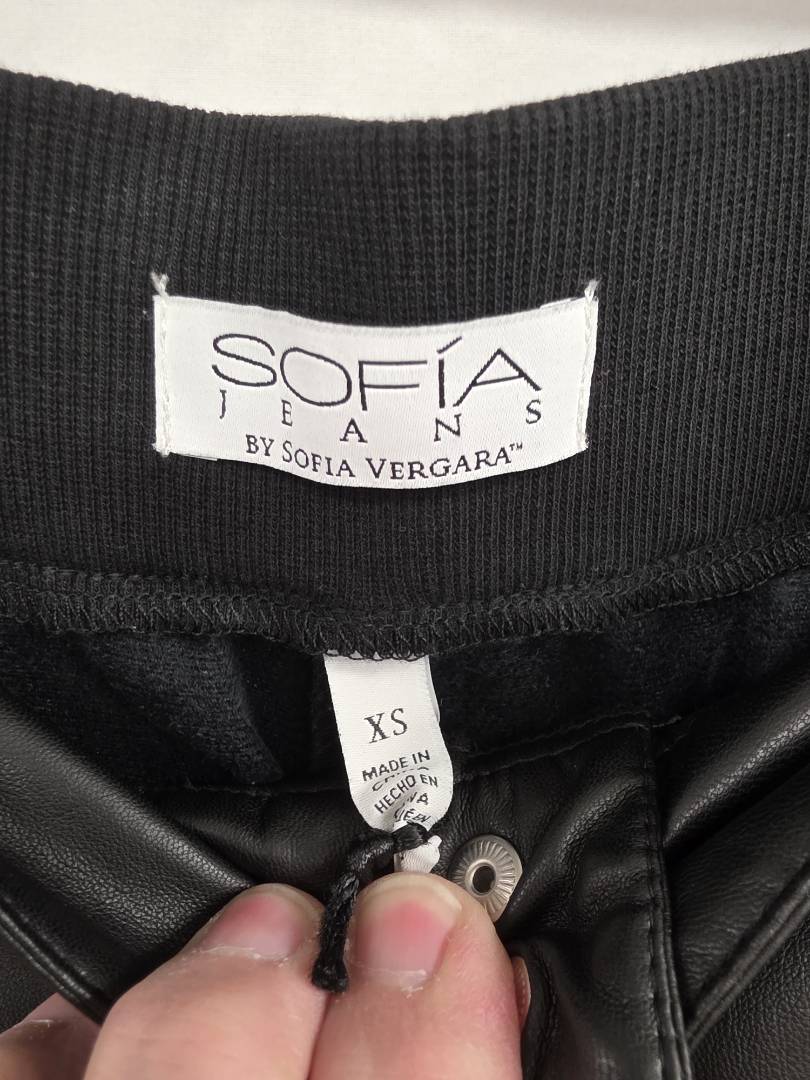 SOFÍA
JEANS
BY SOFIA VERGARA™
XS
MADE IN
HECHO EN